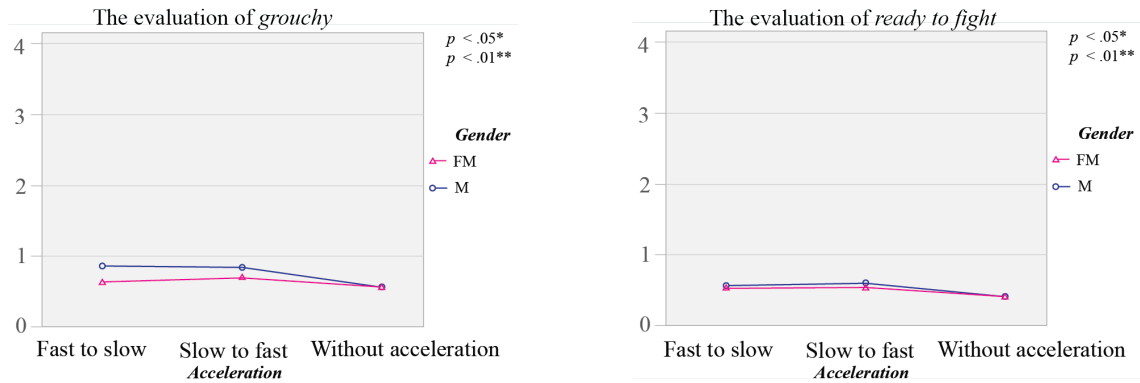 The evaluation of grouchy
4
3
2
1
0
p < .05*
p < .01**
Gender
FM
M
Fast to slow
Slow to fast
Without acceleration
Acceleration
The evaluation of ready to fight
4
3
2
1
0
p < .05*
p < .01**
Gender
FM
M
Fast to slow
Slow to fast
Without acceleration
Acceleration